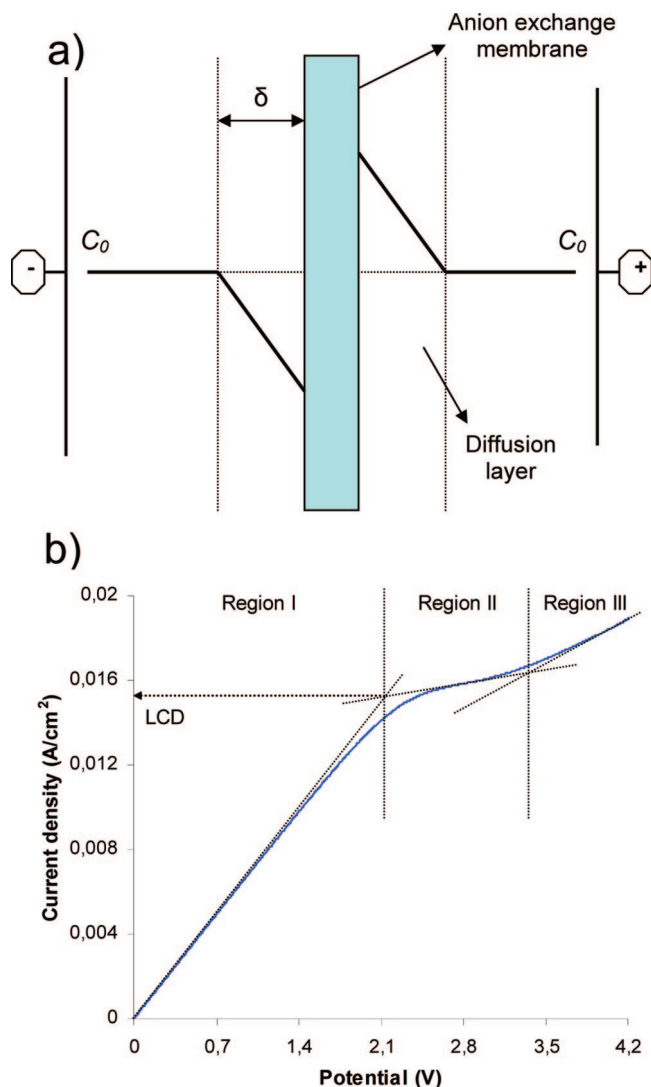 a)
Anion exchange
membrane
δ
C0
C0
-
+
Diffusion
layer
b)
0,02
Region I
Region II
Region III
0,016
LCD
0,012
0,008
0,004
0
Current density (A/cm²)
0
0,7
1,4
2,1
2,8
3,5
4,2
Potential (V)